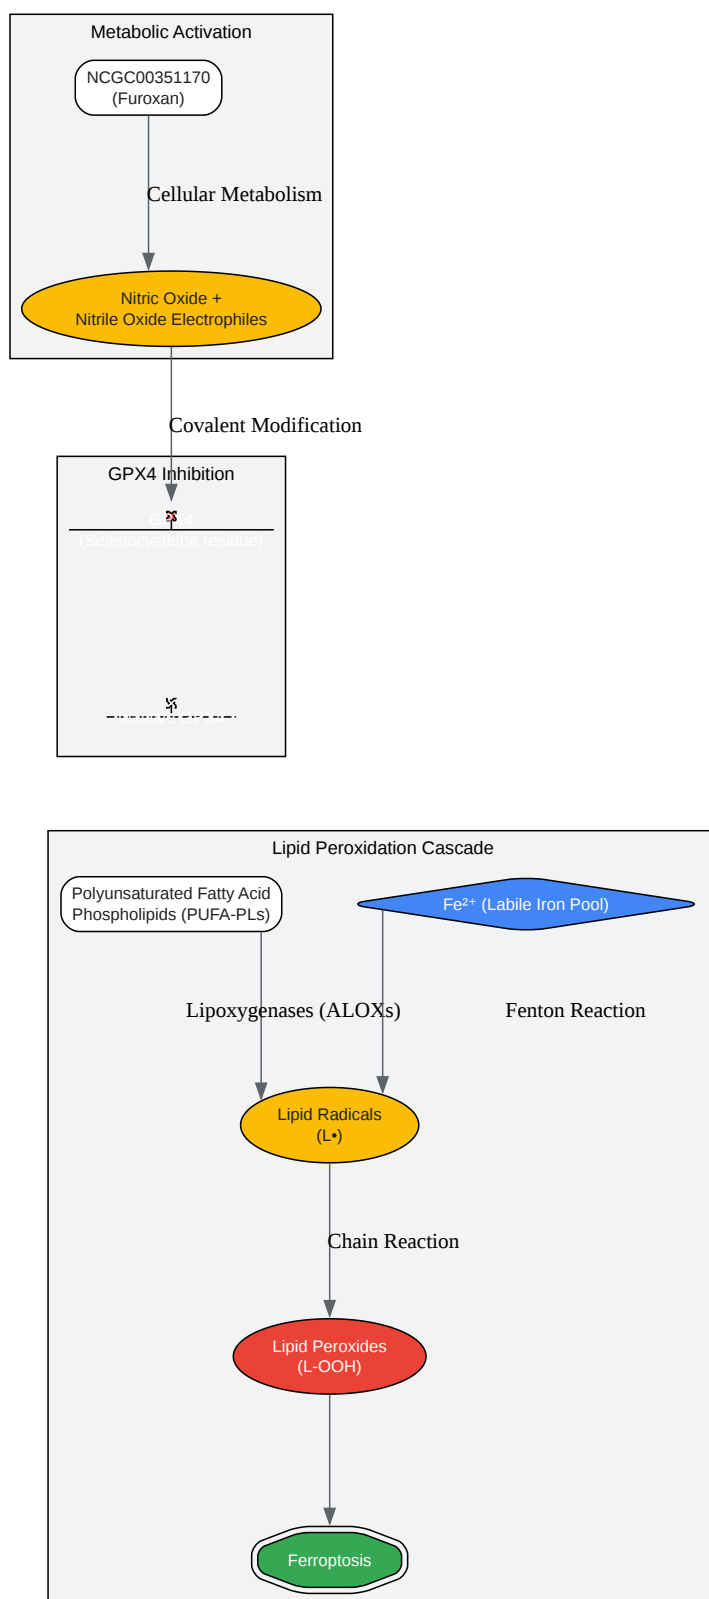 Metabolic Activation
NCGC00351170
(Furoxan)
Cellular Metabolism
Nitric Oxide +
Nitrile Oxide Electrophiles
Covalent Modification
GPX4 Inhibition
(Selenocysteine residue)
Lipid Peroxidation Cascade
Polyunsaturated Fatty Acid
Phospholipids (PUFA-PLs)
Fe²⁺ (Labile Iron Pool)
Lipoxygenases (ALOXs)
Fenton Reaction
Lipid Radicals
(L•)
Chain Reaction
Lipid Peroxides
(L-OOH)
Ferroptosis